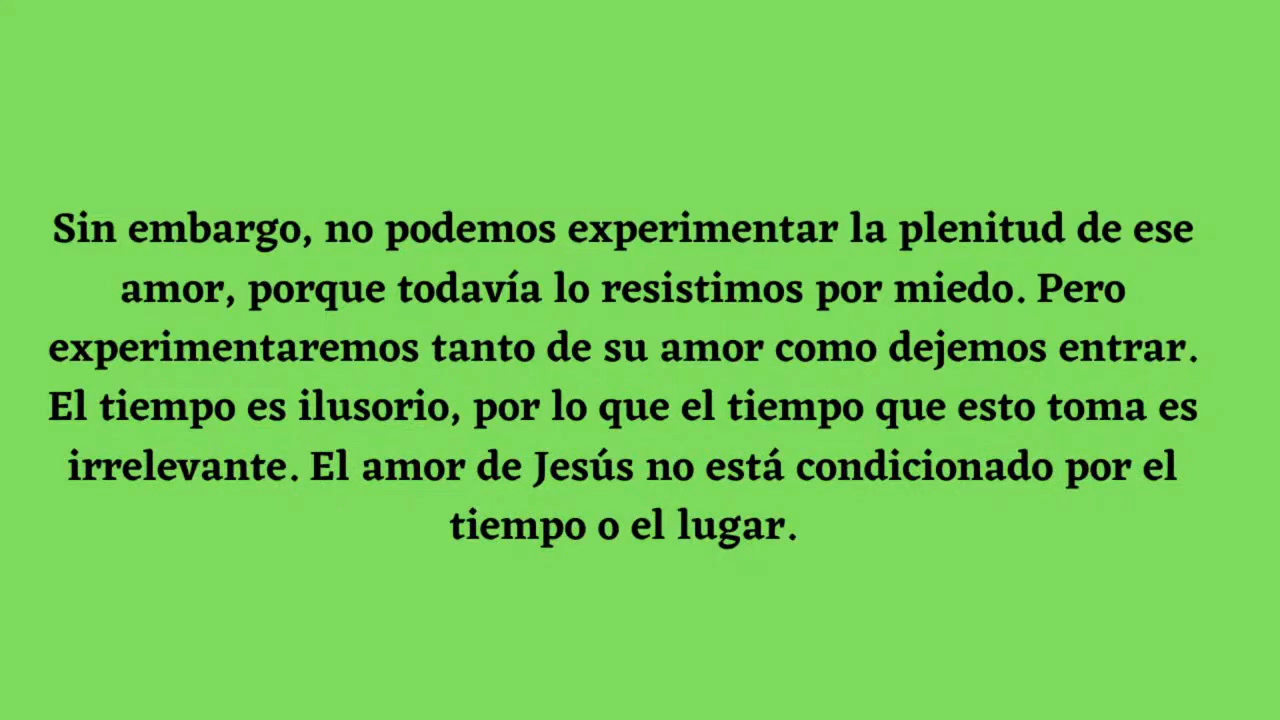 Sin embargo, no podemos experimentar la plenitud de ese
amor, porque todavía lo resistimos por miedo. Pero
experimentaremos tanto de su amor como dejemos entrar.
El tiempo es ilusorio, por lo que el tiempo que esto toma es
irrelevante. El amor de Jesús no está condicionado por el
tiempo o el lugar.